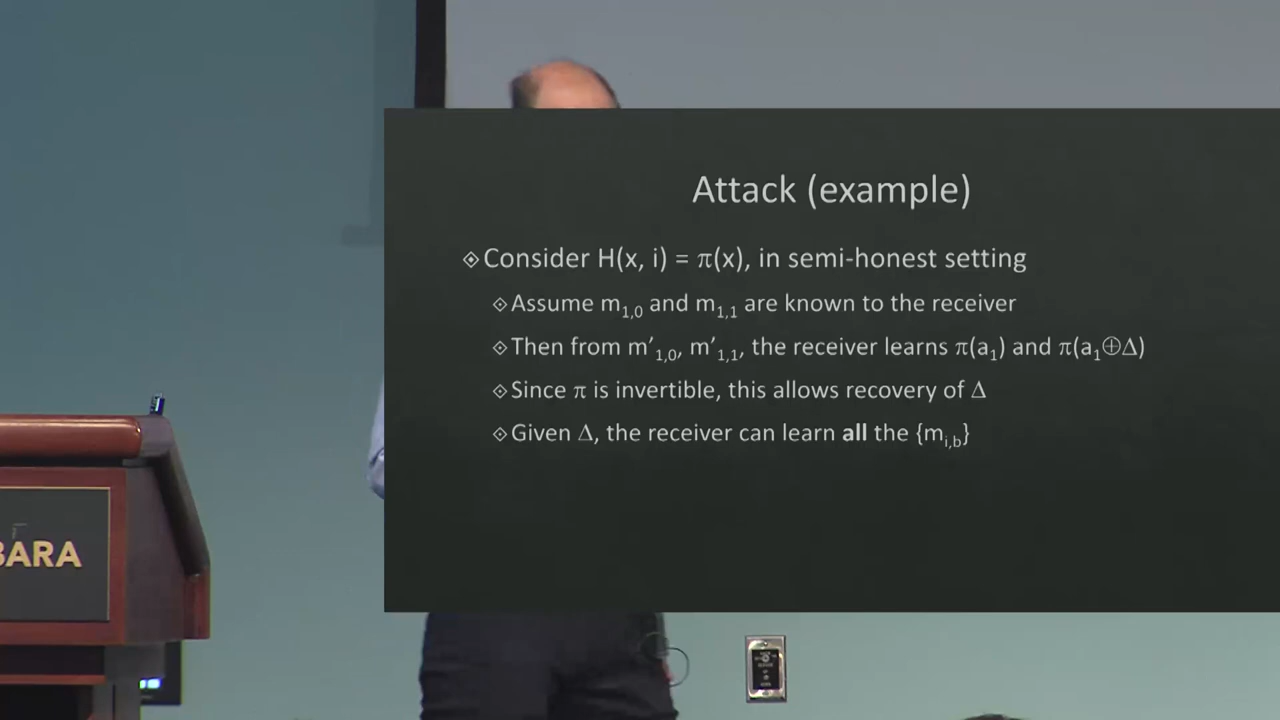 Attack (example)
Consider H(x, i) = π(x), in semi-honest setting
Assume m₁,₀ and m₁,₁ are known to the receiver
Then from m′₁,₀, m′₁,₁, the receiver learns π(a₁) and π(a₁⊕Δ)
Since π is invertible, this allows recovery of Δ
Given Δ, the receiver can learn all the {mᵢ,b}
BARA